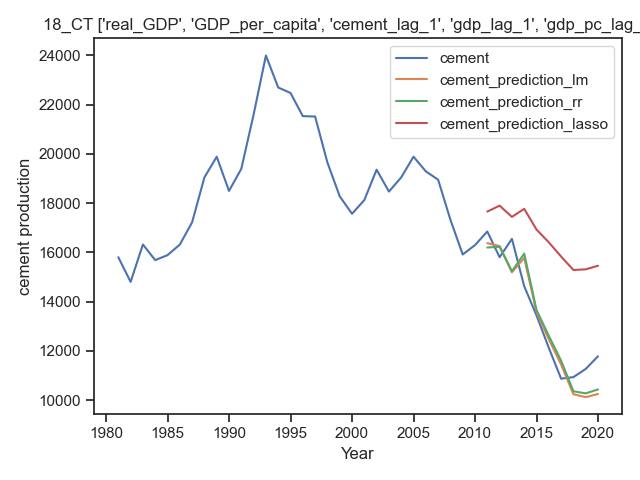 18_CT ['real_GDP', 'GDP_per_capita', 'cement_lag_1', 'gdp_lag_1', 'gdp_pc_lag_
cement
cement_prediction_lm
cement_prediction_rr
cement_prediction_lasso
24000
22000
20000
18000
16000
14000
12000
10000
cement production
1980 1985 1990 1995 2000 2005 2010 2015 2020
Year